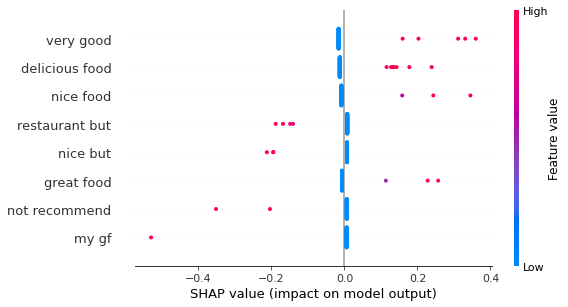 High
very good
delicious food
nice food
restaurant but
nice but
great food
not recommend
my gf
Feature value
Low
−0.4 −0.2 0.0 0.2 0.4
SHAP value (impact on model output)